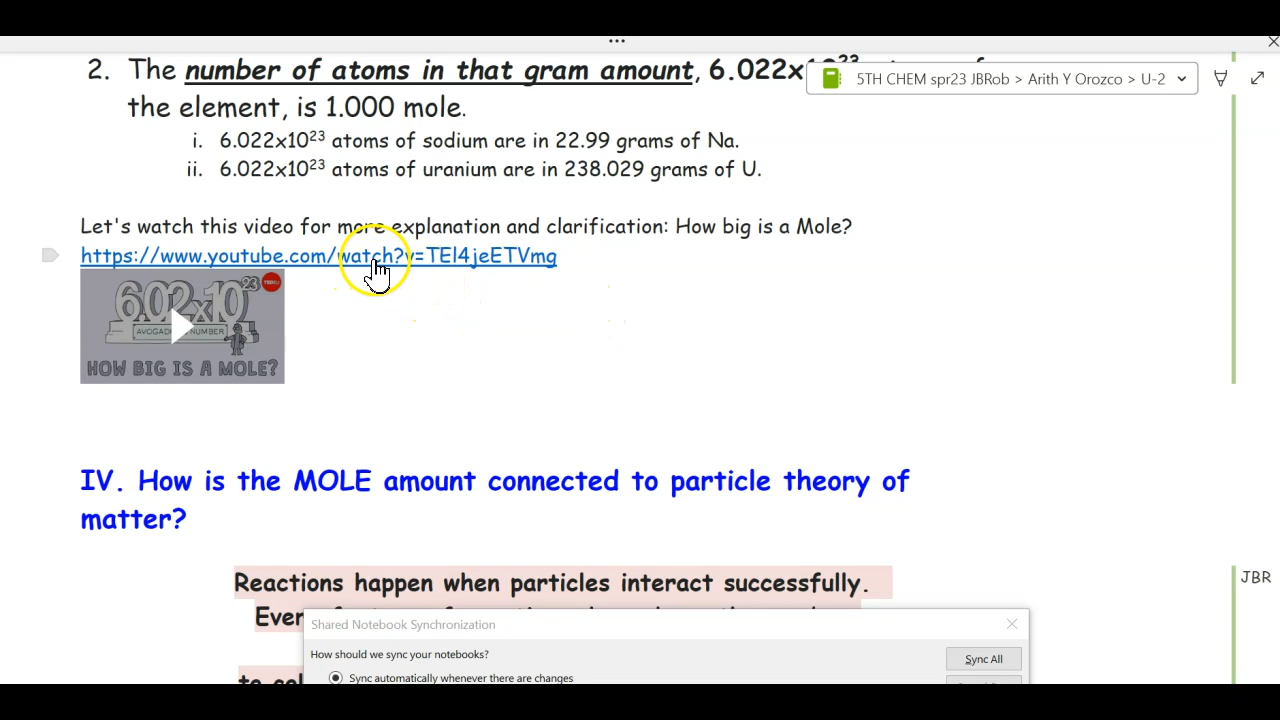 2. The number of atoms in that gram amount, 6.022x10²³
5TH CHEM spr23 JBRob > Arith Y Orozco > U-2
the element, is 1.000 mole.
i. 6.022x10²³ atoms of sodium are in 22.99 grams of Na.
ii. 6.022x10²³ atoms of uranium are in 238.029 grams of U.
Let's watch this video for more explanation and clarification: How big is a Mole?
https://www.youtube.com/watch?v=TEl4jeETVmg
6.02x10²³
AVOGADRO'S NUMBER
HOW BIG IS A MOLE?
IV. How is the MOLE amount connected to particle theory of
matter?
Reactions happen when particles interact successfully.
JBR
Shared Notebook Synchronization
How should we sync your notebooks?
Sync All
Sync automatically whenever there are changes